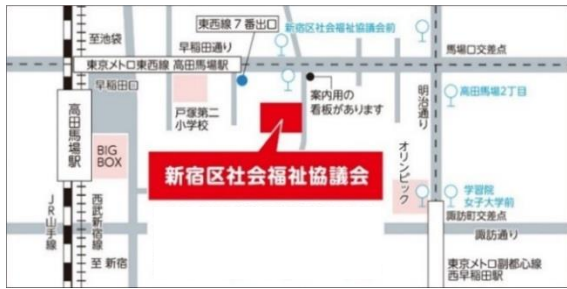 東西線７番出口
新宿区社会福祉協議会前
至池袋
早稲田通り
馬場口交差点
東京メトロ東西線 高田馬場駅
早稲田口
戸塚第二
小学校
案内用の
看板があります
明治通り
高田馬場2丁目
高田馬場駅
BIG
BOX
新宿区社会福祉協議会
オリンピック
学習院
女子大学前
諏訪町交差点
諏訪通り
JR山手線
西武新宿線
至 新宿
東京メトロ副都心線
西早稲田駅